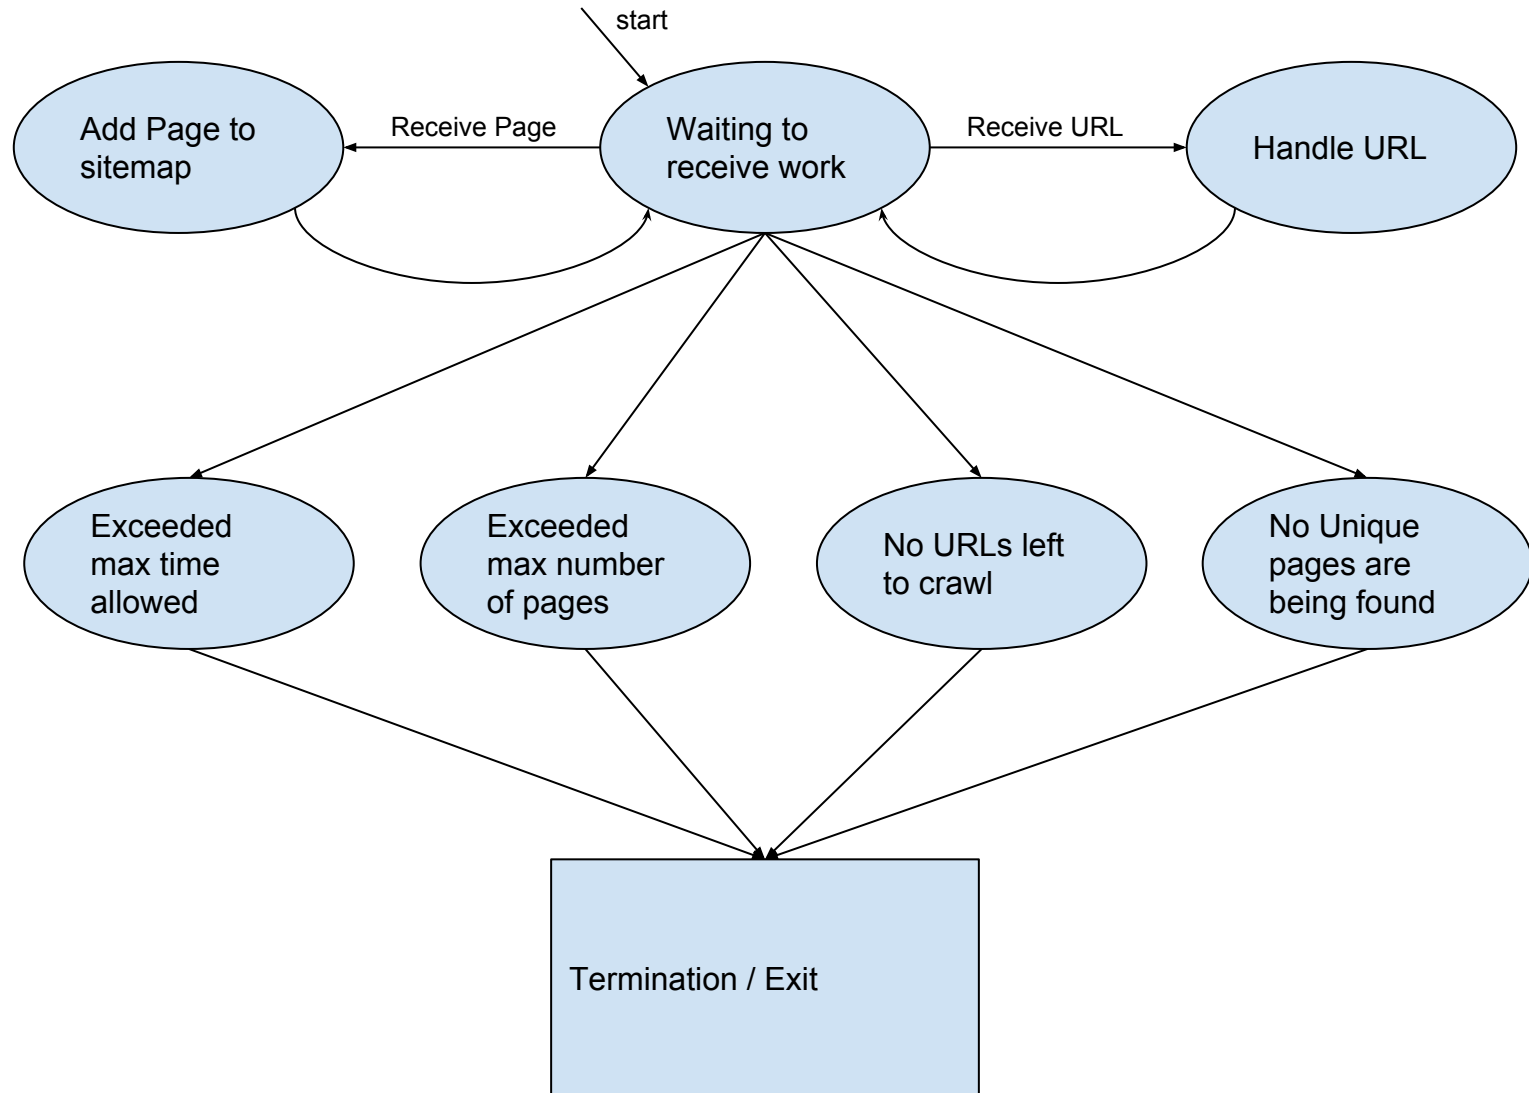 start
Add Page to
sitemap
Receive Page
Waiting to
receive work
Receive URL
Handle URL
Exceeded
max time
allowed
Exceeded
max number
of pages
No URLs left
to crawl
No Unique
pages are
being found
Termination / Exit